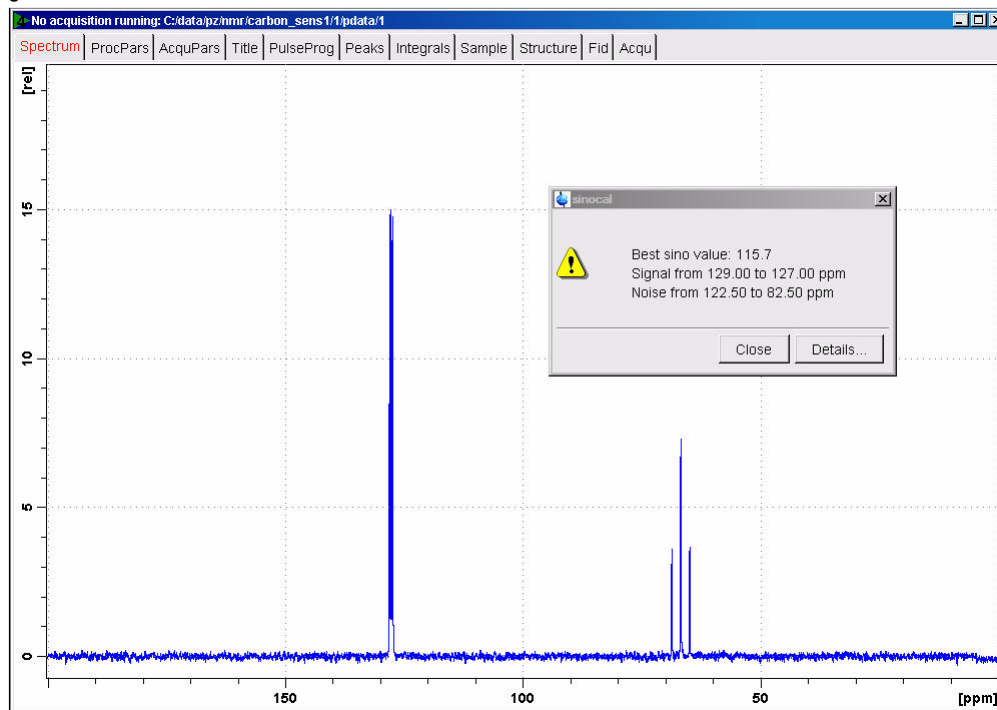 No acquisition running: C:/data/pz/nmr/carbon_sens1/1/pdata/1
Spectrum ProcPars AcquPars Title PulseProg Peaks Integrals Sample Structure Fid Acqu
[rel]
15
10
5
0
sinocal
Best sino value: 115.7
Signal from 129.00 to 127.00 ppm
Noise from 122.50 to 82.50 ppm
Close Details...
150 100 50 [ppm]